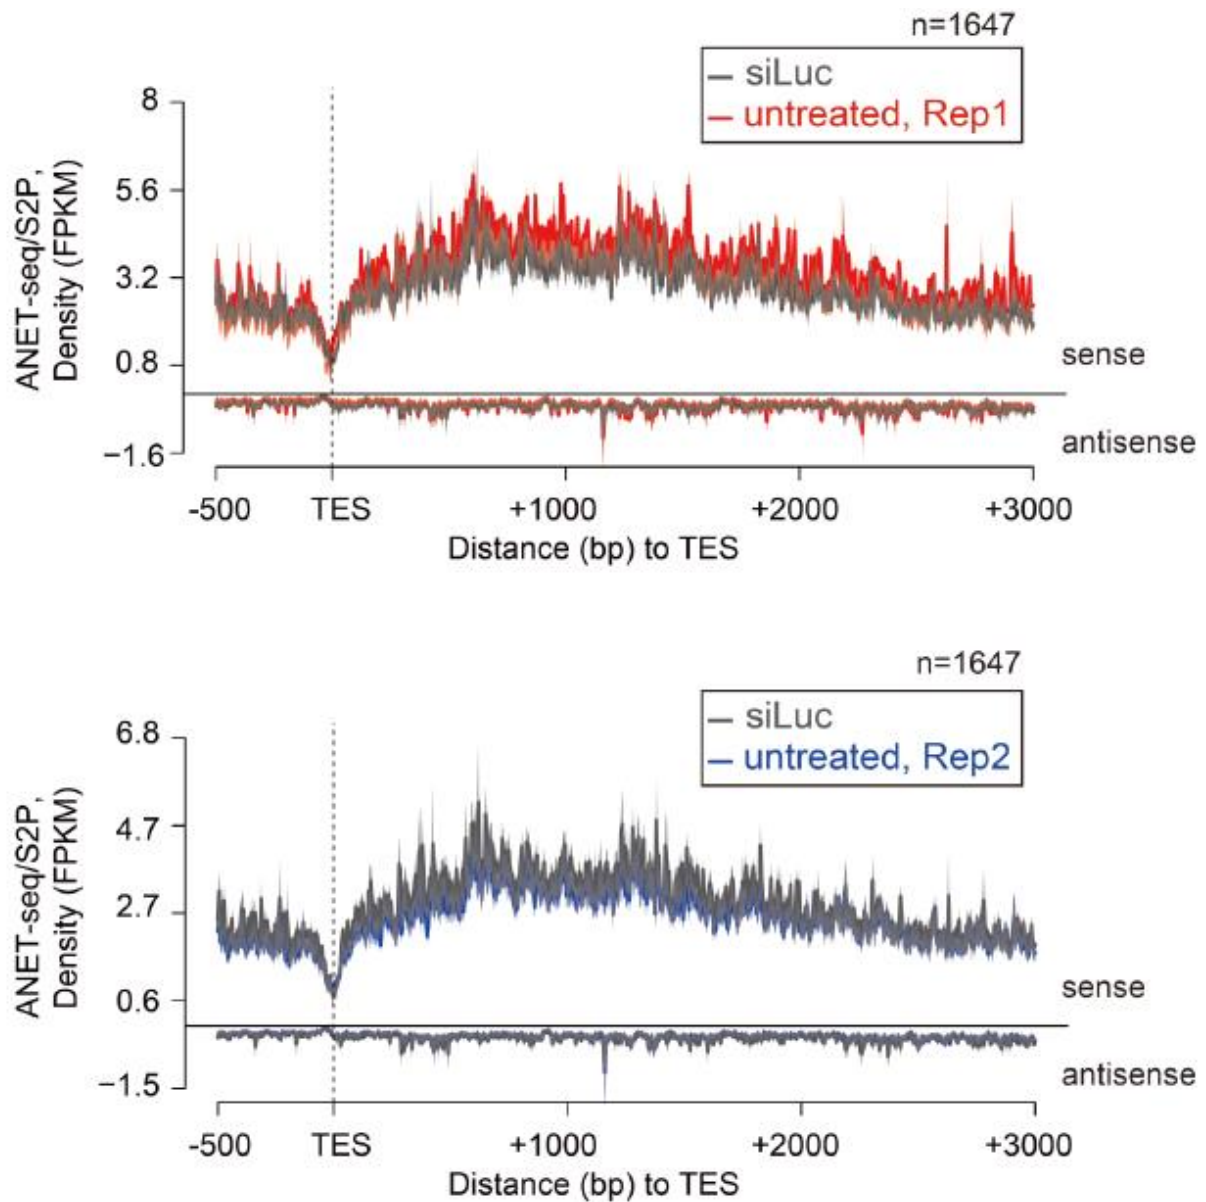 n=1647
siLuc
untreated, Rep1
ANET-seq/S2P,
Density (FPKM)
8
5.6
3.2
0.8
−1.6
sense
antisense
-500
TES
+1000
+2000
+3000
Distance (bp) to TES
n=1647
siLuc
untreated, Rep2
ANET-seq/S2P,
Density (FPKM)
6.8
4.7
2.7
0.6
−1.5
sense
antisense
-500
TES
+1000
+2000
+3000
Distance (bp) to TES